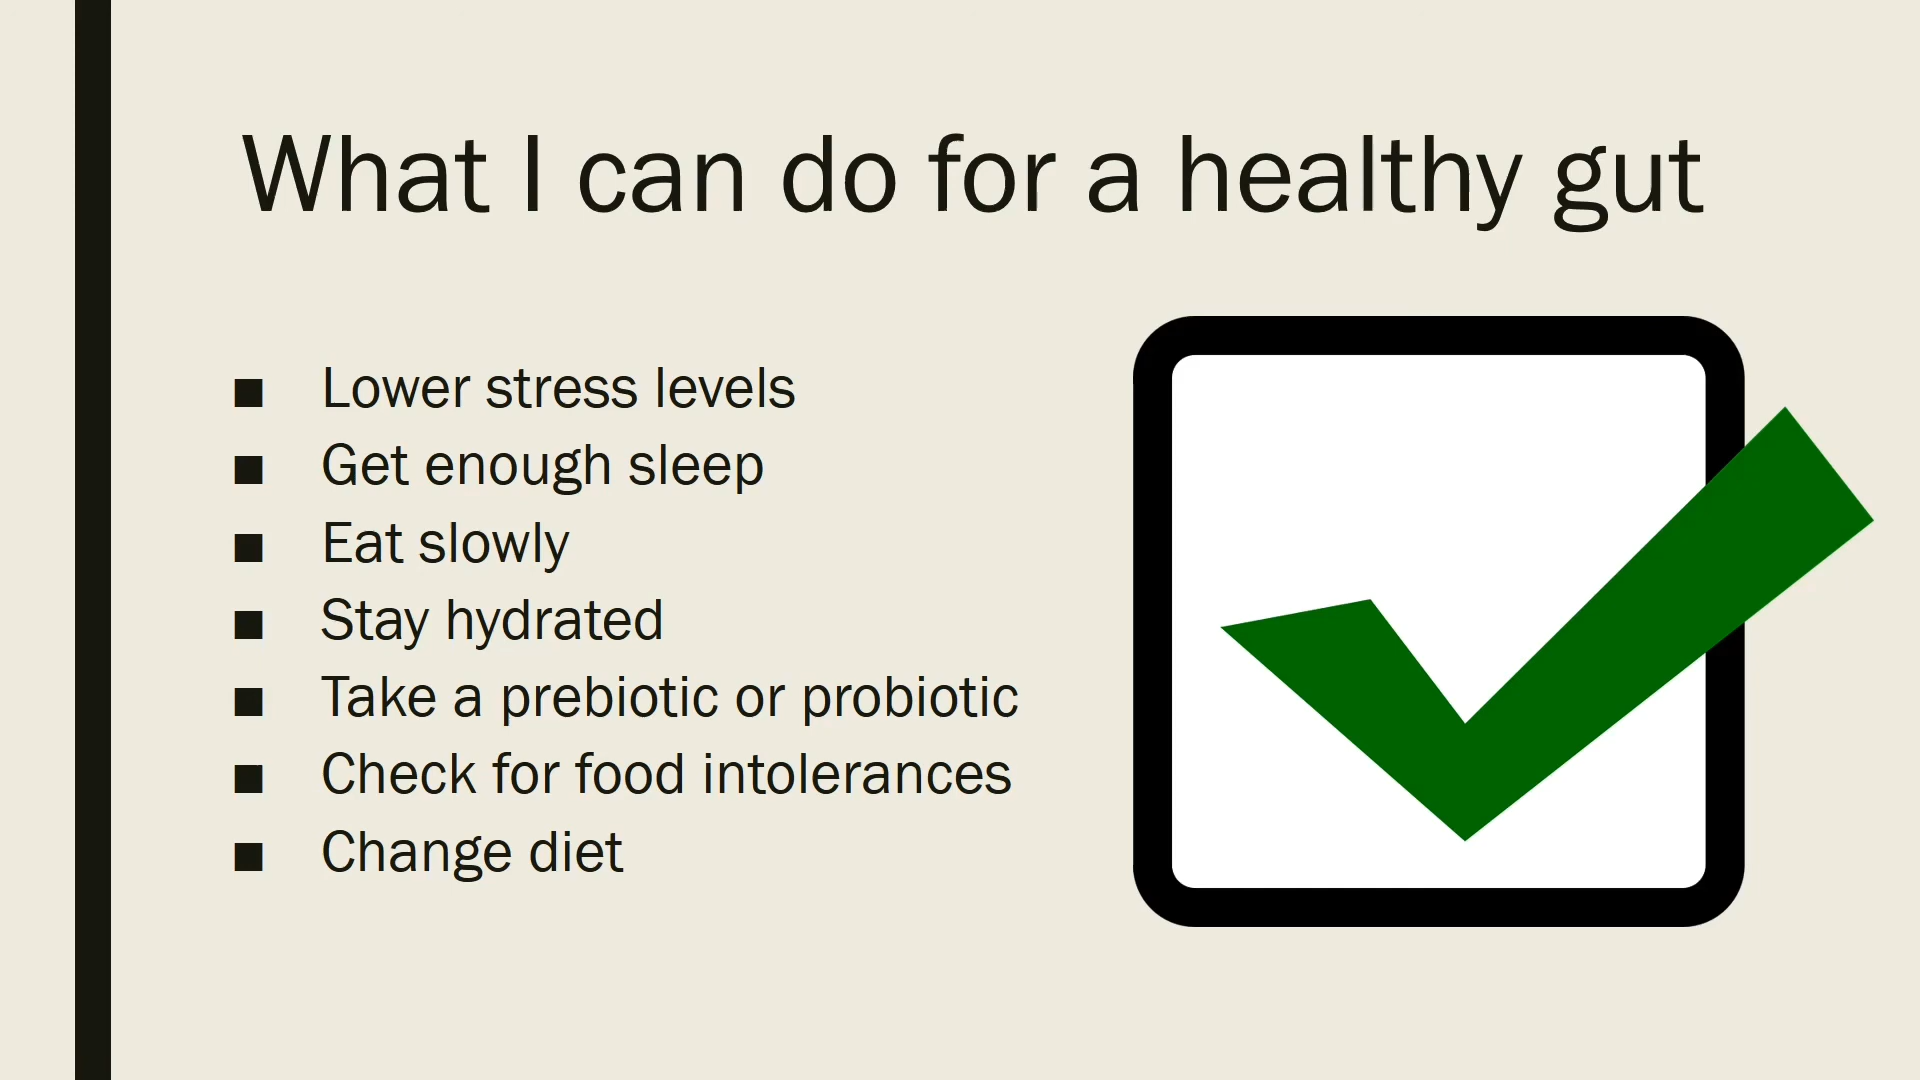 What I can do for a healthy gut
■ Lower stress levels
■ Get enough sleep
■ Eat slowly
■ Stay hydrated
■ Take a prebiotic or probiotic
■ Check for food intolerances
■ Change diet